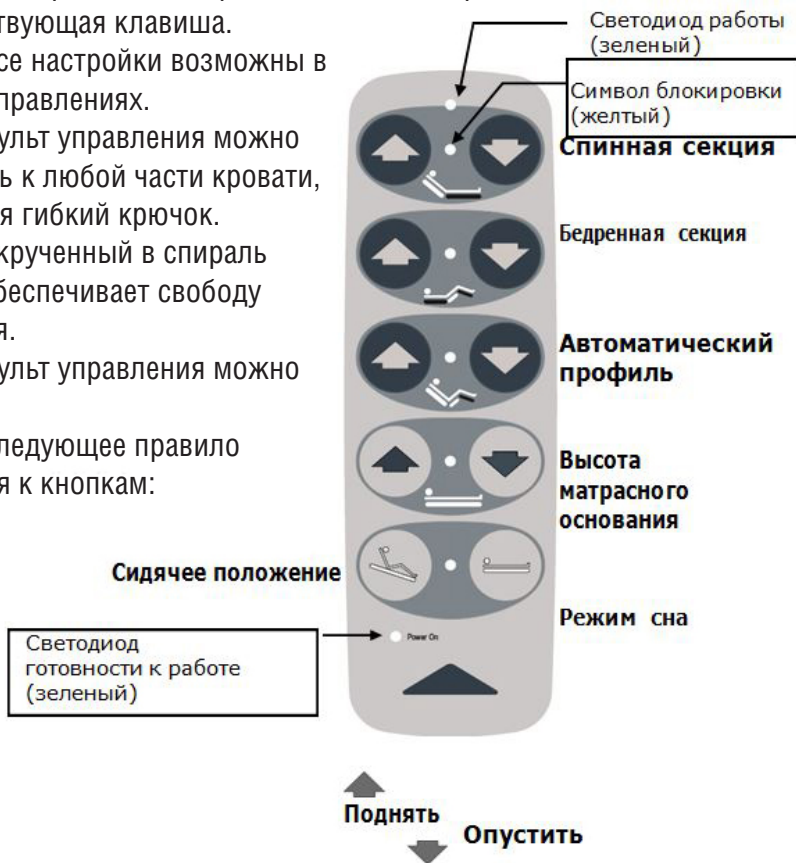 твующая клавиша.
се настройки возможны в
правлениях.
ульт управления можно
ь к любой части кровати,
я гибкий крючок.
крученный в спираль
беспечивает свободу
я.
ульт управления можно
ледующее правило
я к кнопкам:
Светодиод работы
(зеленый)
Символ блокировки
(желтый)
Спинная секция
Бедренная секция
Автоматический
профиль
Высота
матрасного
основания
Сидячее положение
Режим сна
Светодиод
готовности к работе
(зеленый)
Power On
Поднять
Опустить